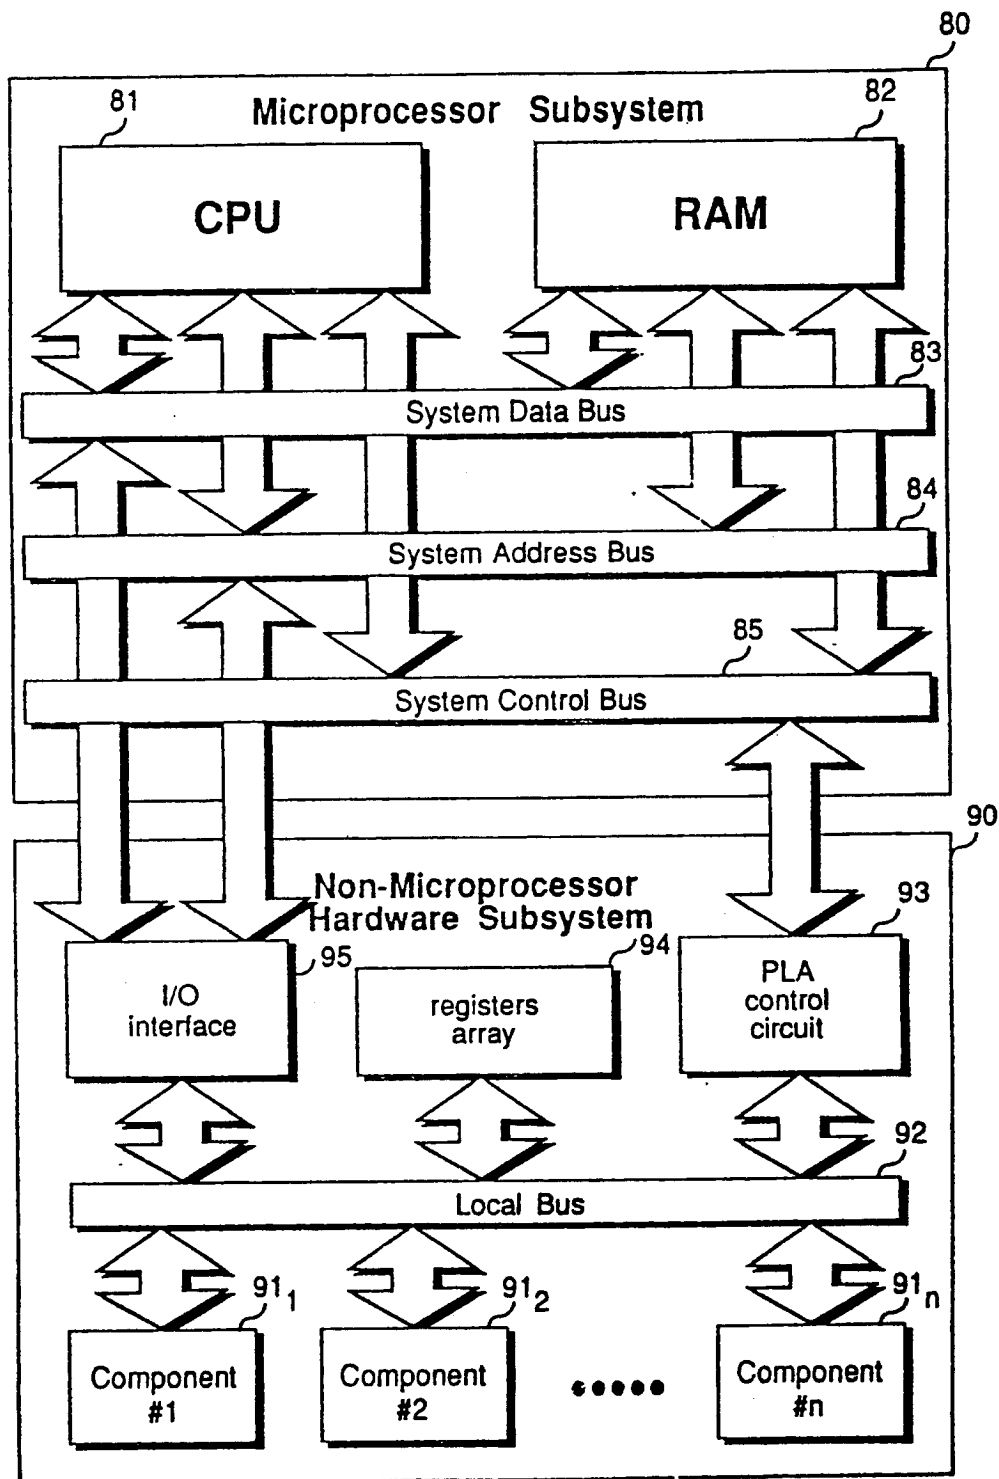 80
81
Microprocessor Subsystem
82
CPU
RAM
83
System Data Bus
84
System Address Bus
85
System Control Bus
90
Non-Microprocessor
Hardware Subsystem
93
95
94
I/O
interface
registers
array
PLA
control
circuit
92
Local Bus
91 1
91 2
91 n
Component
#1
Component
#2
Component
#n